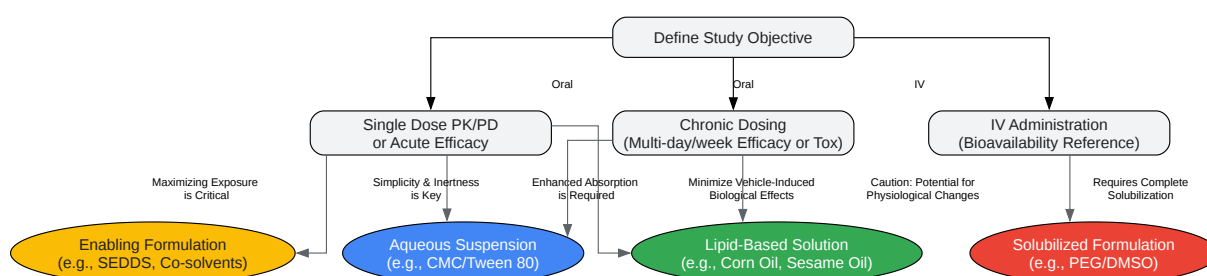 Define Study Objective
Oral
Oral
IV
Single Dose PK/PD
or Acute Efficacy
Chronic Dosing
(Multi-day/week Efficacy or Tox)
IV Administration
(Bioavailability Reference)
Maximizing Exposure
is Critical
Simplicity & Inertness
is Key
Enhanced Absorption
is Required
Minimize Vehicle-Induced
Biological Effects
Caution: Potential for
Physiological Changes
Requires Complete
Solubilization
Enabling Formulation
(e.g., SEDDS, Co-solvents)
Aqueous Suspension
(e.g., CMC/Tween 80)
Lipid-Based Solution
(e.g., Corn Oil, Sesame Oil)
Solubilized Formulation
(e.g., PEG/DMSO)